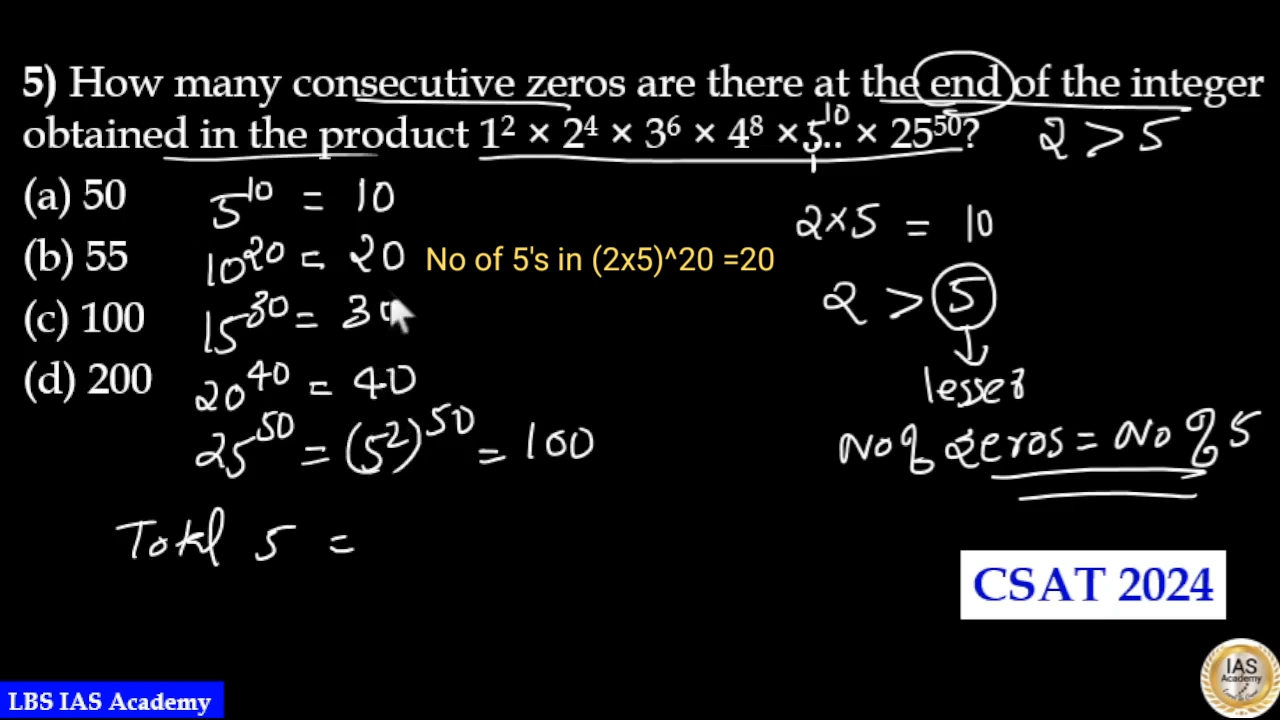 5) How many consecutive zeros are there at the end of the integer
obtained in the product 1² × 2⁴ × 3⁶ × 4⁸ × 5¹⁰.. × 25⁵⁰? 2 > 5
(a) 50
(b) 55
(c) 100
(d) 200
5¹⁰ = 10
10²⁰ = 20
No of 5's in (2x5)^20 =20
15³⁰ = 30
20⁴⁰ = 40
25⁵⁰ = (5²)⁵⁰ = 100
Total 5 =
2×5 = 10
2 > 5
lesser
No of zeros = No of 5
CSAT 2024
LBS IAS Academy
IAS
Academy